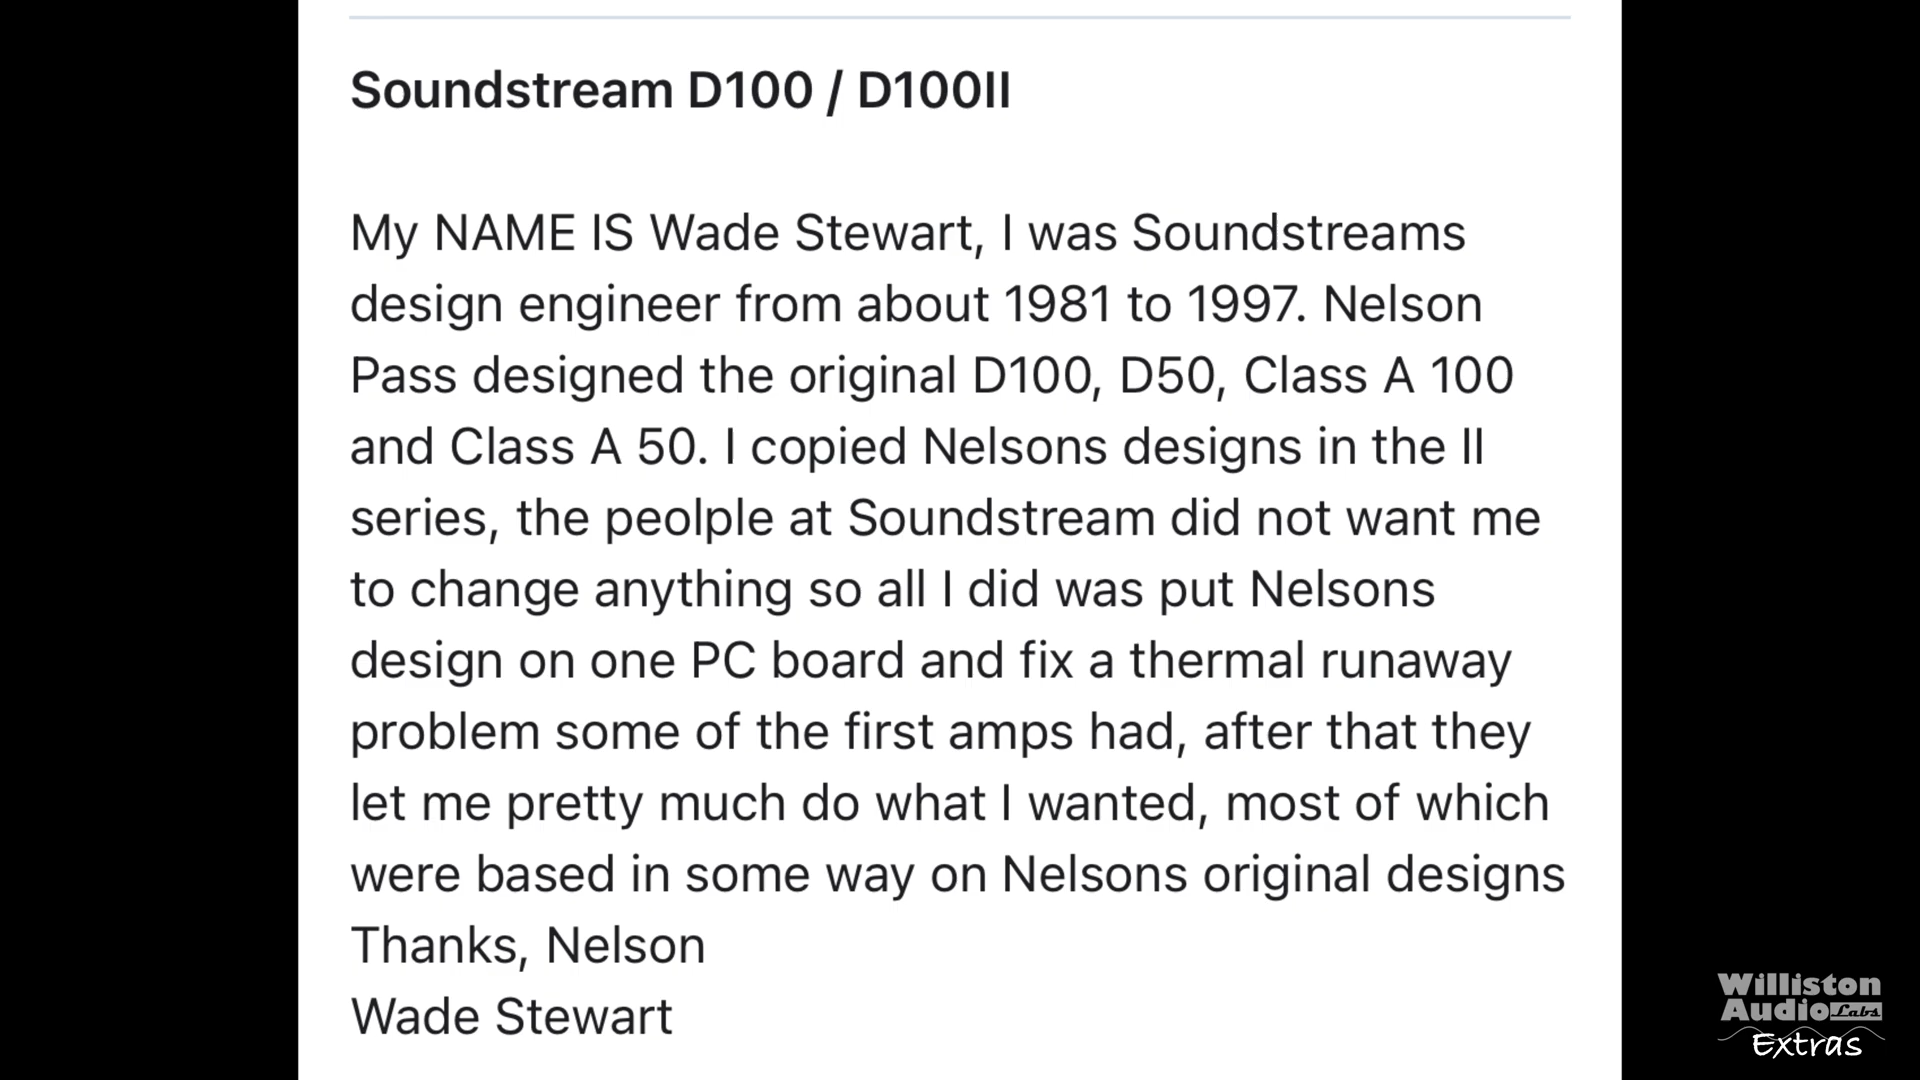 Soundstream D100 / D100II
My NAME IS Wade Stewart, I was Soundstreams
design engineer from about 1981 to 1997. Nelson
Pass designed the original D100, D50, Class A 100
and Class A 50. I copied Nelsons designs in the II
series, the peolple at Soundstream did not want me
to change anything so all I did was put Nelsons
design on one PC board and fix a thermal runaway
problem some of the first amps had, after that they
let me pretty much do what I wanted, most of which
were based in some way on Nelsons original designs
Thanks, Nelson
Wade Stewart
Williston
Audio Labs
Extras